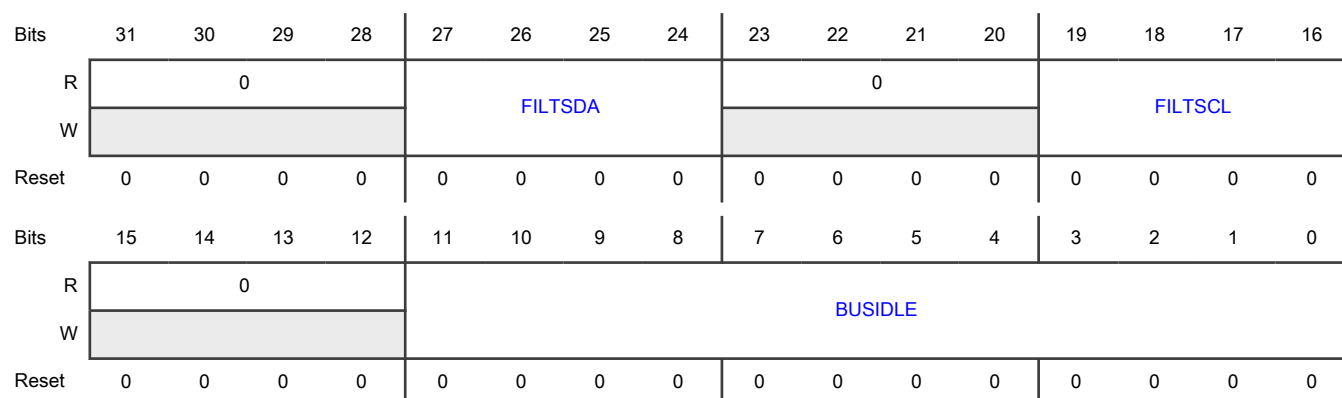 Bits 31 30 29 28 27 26 25 24 23 22 21 20 19 18 17 16
R 0 FILTSDA 0 FILTSCL
W
Reset 0 0 0 0 0 0 0 0 0 0 0 0 0 0 0 0
Bits 15 14 13 12 11 10 9 8 7 6 5 4 3 2 1 0
R 0 BUSIDLE
W
Reset 0 0 0 0 0 0 0 0 0 0 0 0 0 0 0 0